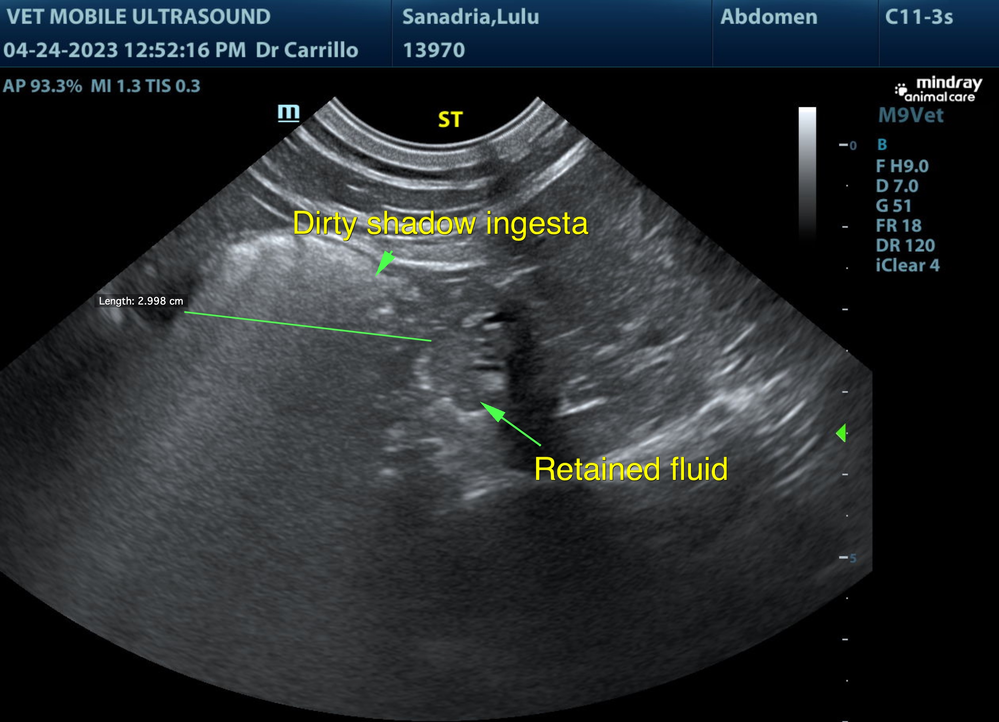 VET MOBILE ULTRASOUND
04-24-2023 12:52:16 PM Dr Carrillo
Sanadria,Lulu
13970
Abdomen
C11-3s
AP 93.3% MI 1.3 TIS 0.3
mindray
animal care
m
ST
M9Vet
0
B
F H9.0
D 7.0
G 51
FR 18
DR 120
iClear 4
Dirty shadow ingesta
Length: 2.998 cm
Retained fluid
5